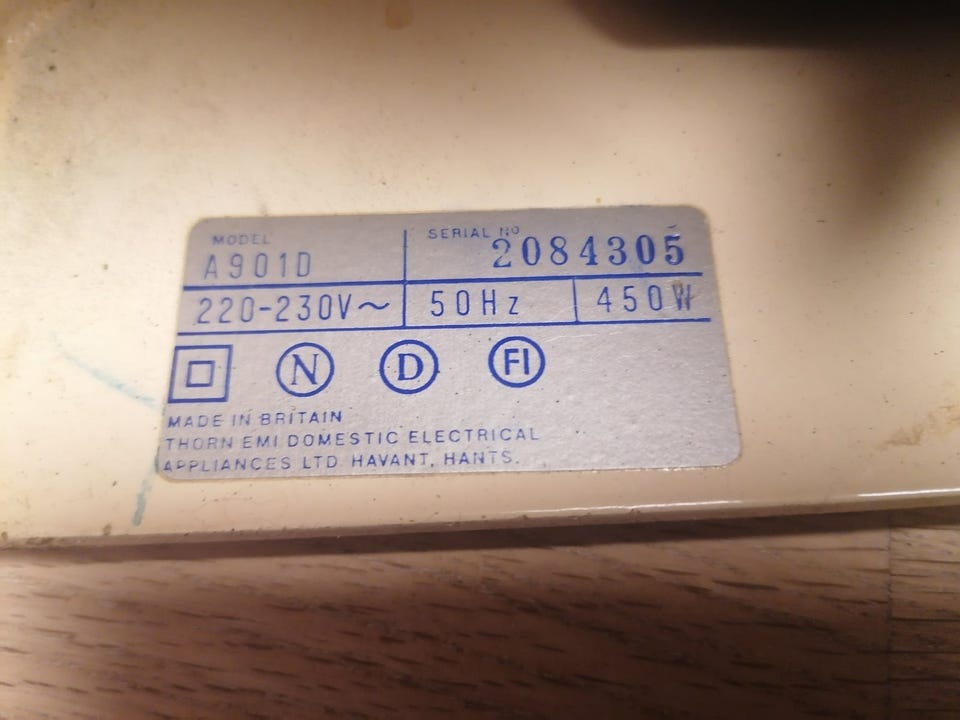 MODEL
A901D
SERIAL No
2084305
220-230V~
50Hz
450W
N
D
FI
MADE IN BRITAIN
THORN EMI DOMESTIC ELECTRICAL
APPLIANCES LTD. HAVANT, HANTS.